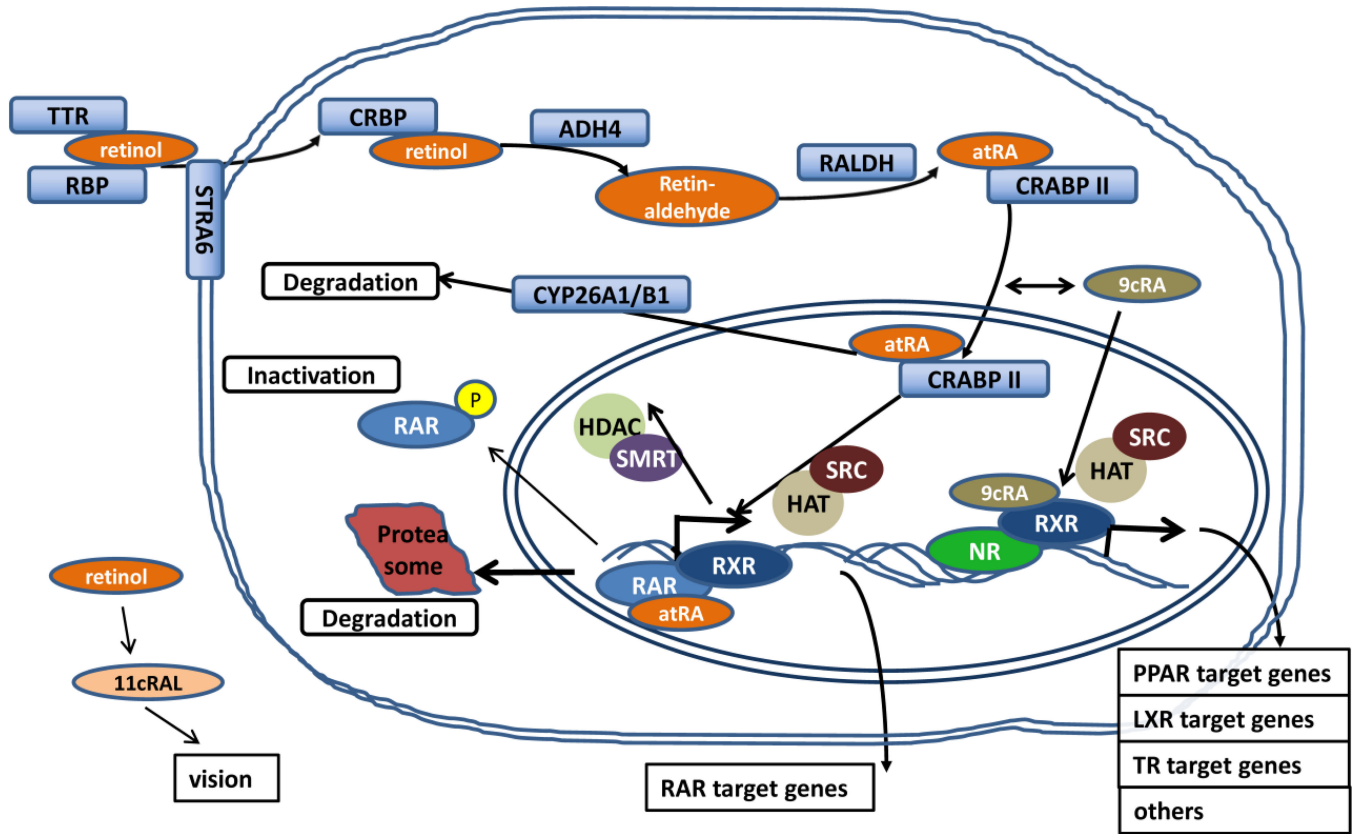 TTR
retinol
RBP
STRA6
CRBP
retinol
ADH4
Retin-
aldehyde
RALDH
atRA
CRABP II
Degradation
CYP26A1/B1
9cRA
atRA
CRABP II
Inactivation
P
RAR
HDAC
SMRT
SRC
HAT
SRC
HAT
9cRA
RXR
NR
Protea
some
Degradation
RXR
RAR
atRA
retinol
11cRAL
vision
RAR target genes
PPAR target genes
LXR target genes
TR target genes
others